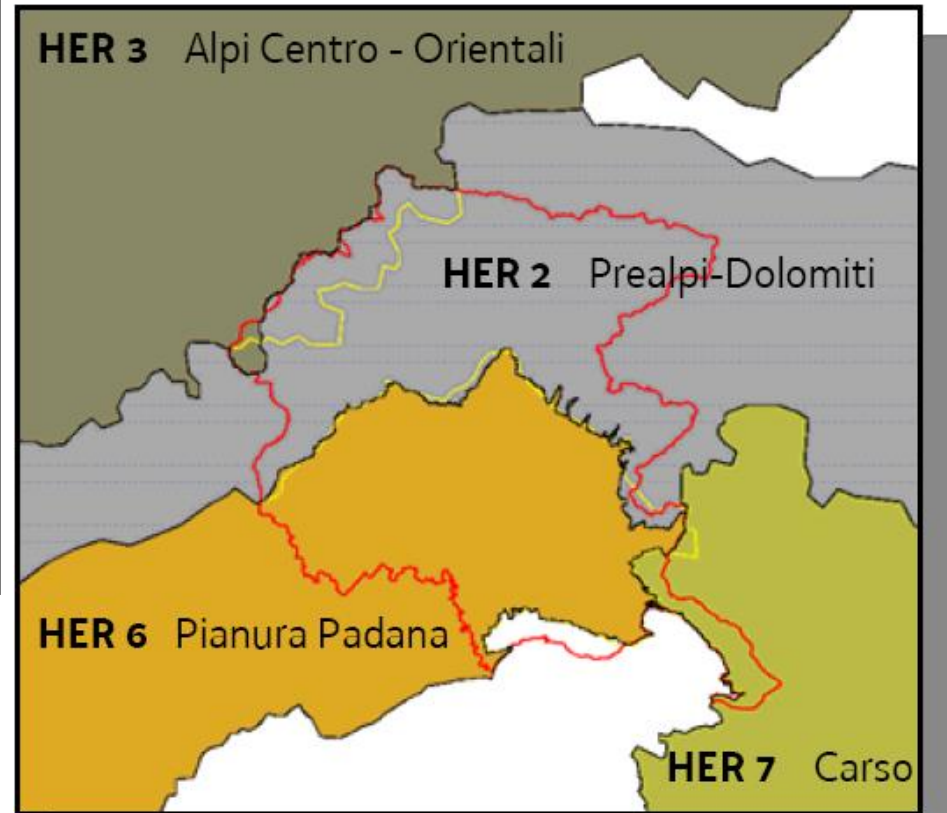 HER 3 Alpi Centro - Orientali
HER 2 Prealpi-Dolomiti
HER 6 Pianura Padana
HER 7 Carso